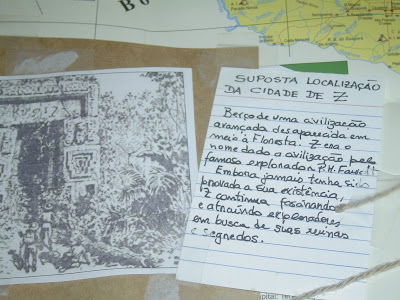 SUPOSTA LOCALIZAÇÃO
DA CIDADE DE Z
Berço de uma civilização
avançada desaparecida em
meio à Floresta. Z era o
nome dado a civilização pelo
famoso explorador P.H. Fawcett
Embora jamais tenha sido
provada a sua existência,
Z continua fascinando
e atraindo exploradores
em busca de suas ruínas
e segredos.